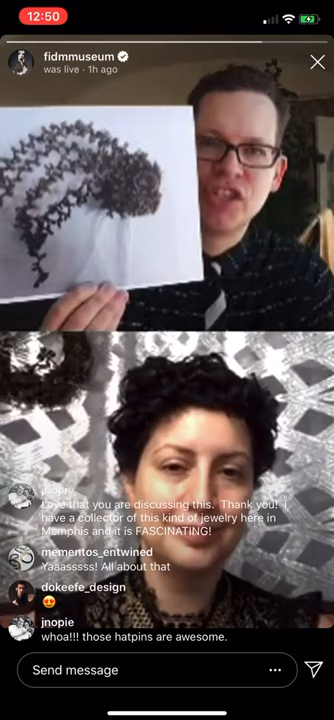 12:50
fidmmuseum
was live · 1h ago
jnopie
Love that you are discussing this. Thank you! I
have a collector of this kind of jewelry here in
Memphis and it is FASCINATING!
mementos_entwined
Yaaasssss! All about that
dokeefe_design
😍
jnopie
whoa!!! those hatpins are awesome.
Send message